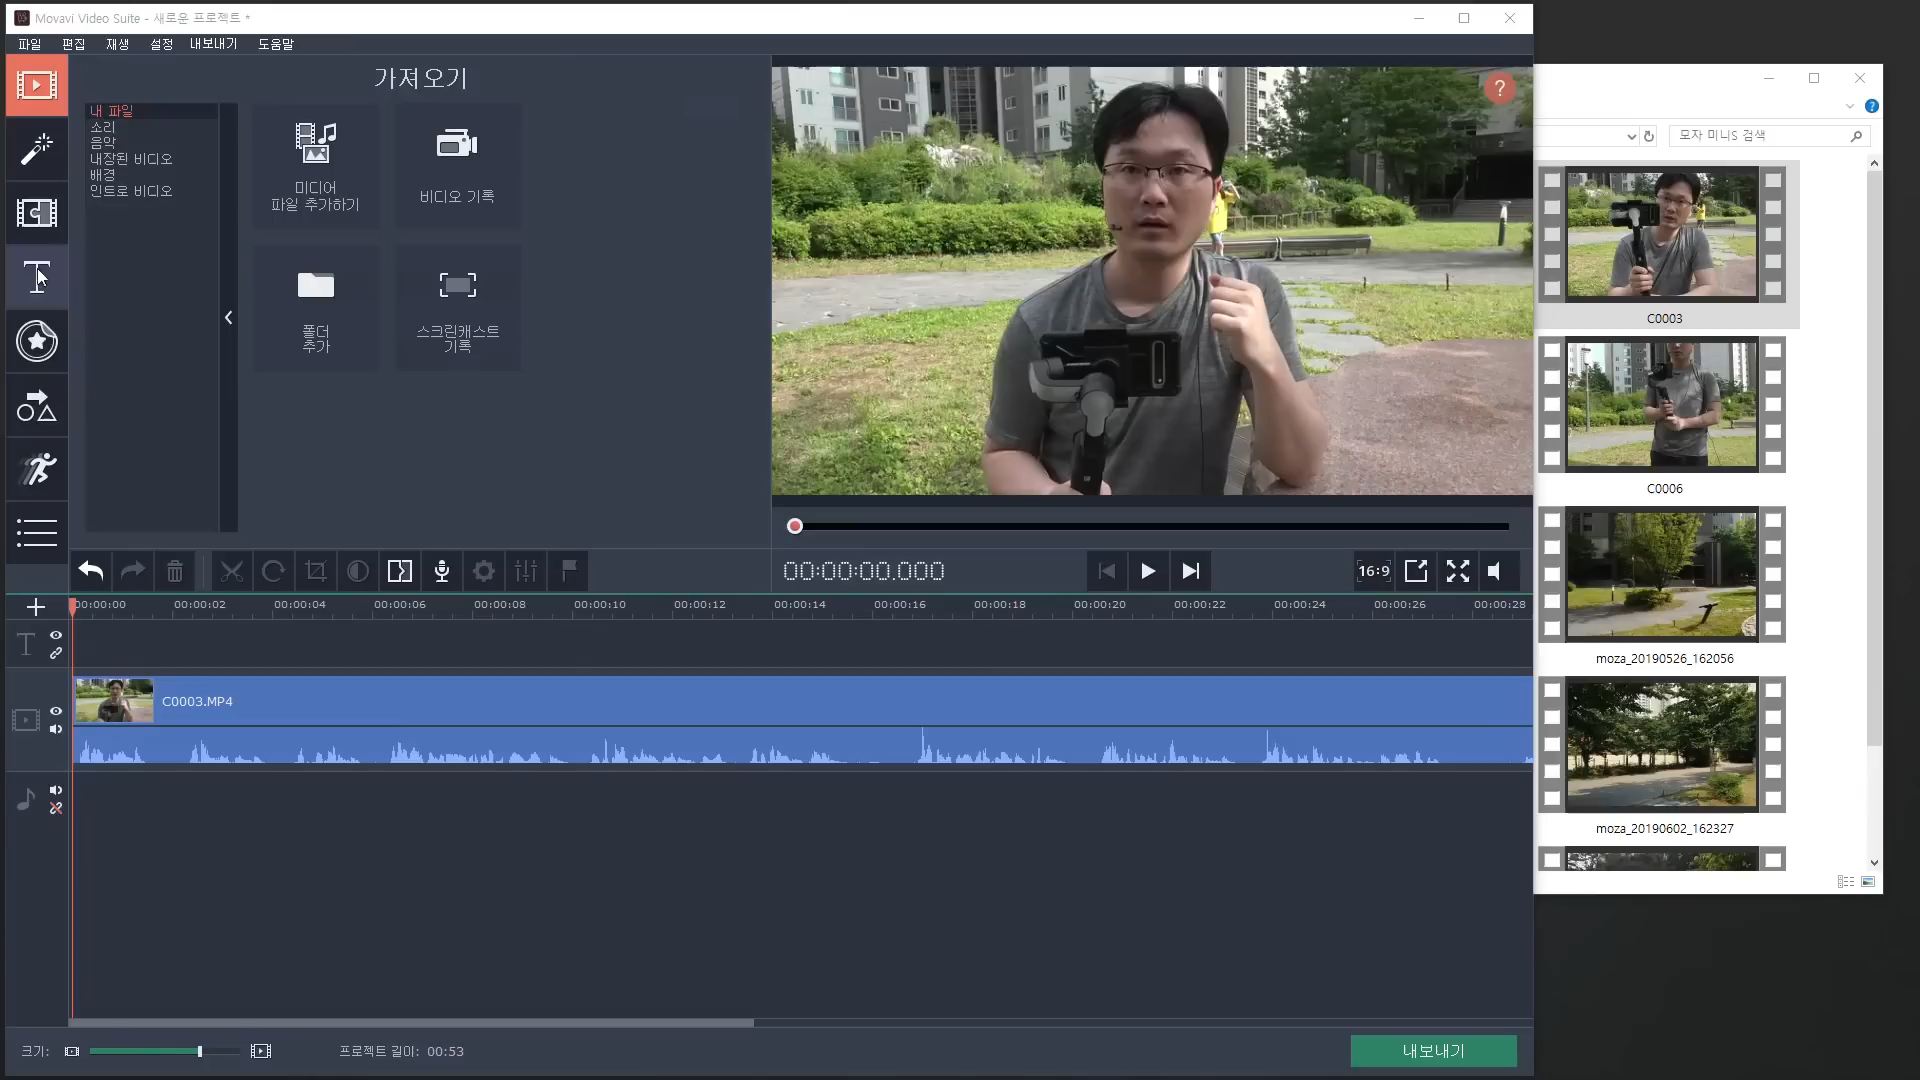 Movavi Video Suite - 새로운 프로젝트 *
파일 편집 재생 설정 내보내기 도움말
가져오기
내 파일
소리
음악
내장된 비디오
배경
인트로 비디오
미디어
파일 추가하기
비디오 기록
폴더
추가
스크린캐스트
기록
?
00:00:00.000
16:9
00:00:00 00:00:02 00:00:04 00:00:06 00:00:08 00:00:10 00:00:12 00:00:14 00:00:16 00:00:18 00:00:20 00:00:22 00:00:24 00:00:26 00:00:28
C0003.MP4
크기:
프로젝트 길이: 00:53
내보내기
?
모자 미니S 검색
C0003
C0006
moza_20190526_162056
moza_20190602_162327